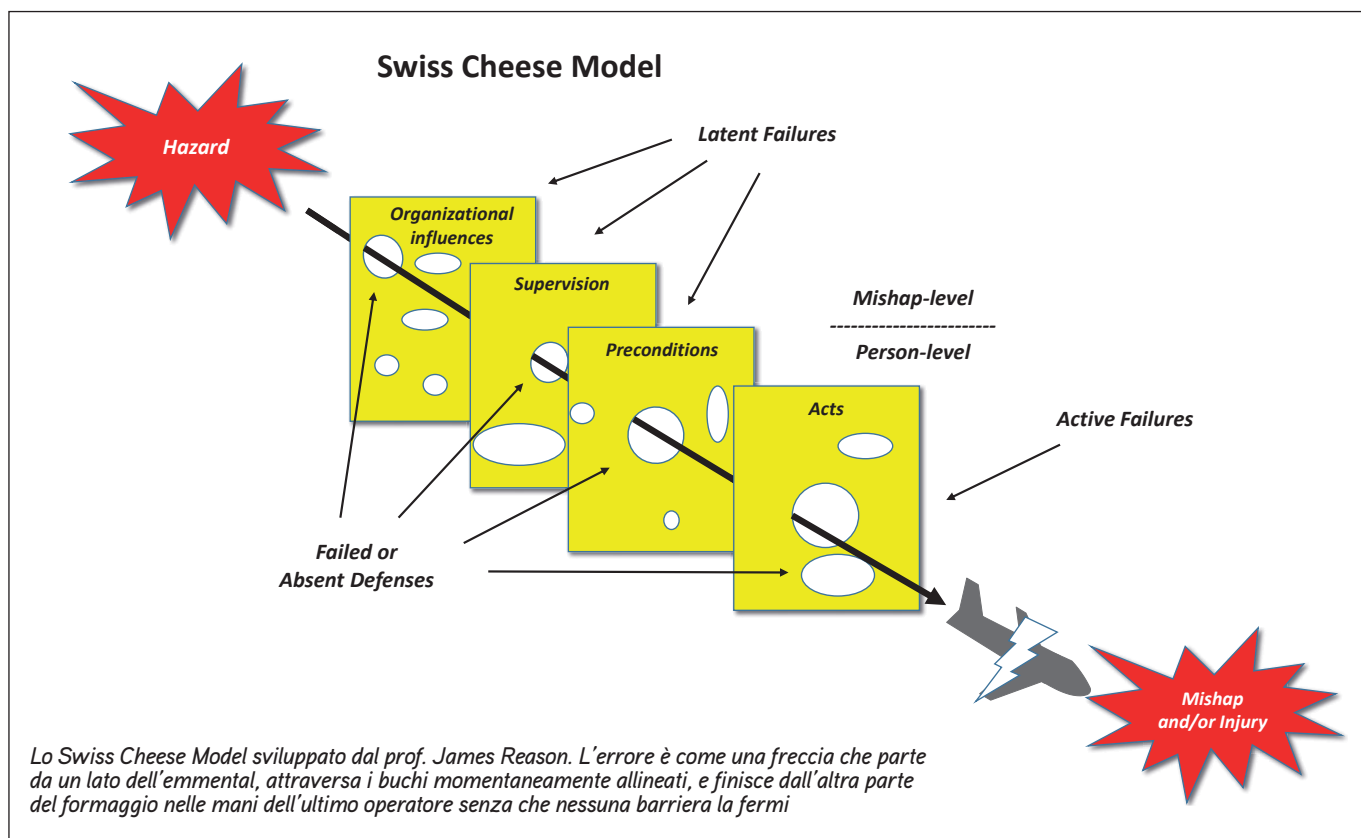 Swiss Cheese Model
Hazard
Latent Failures
Organizational
influences
Supervision
Mishap-level
-------------------------
Person-level
Preconditions
Acts
Active Failures
Failed or
Absent Defenses
Mishap
and/or Injury
Lo Swiss Cheese Model sviluppato dal prof. James Reason. L'errore è come una freccia che parte
da un lato dell'emmental, attraversa i buchi momentaneamente allineati, e finisce dall'altra parte
del formaggio nelle mani dell'ultimo operatore senza che nessuna barriera la fermi